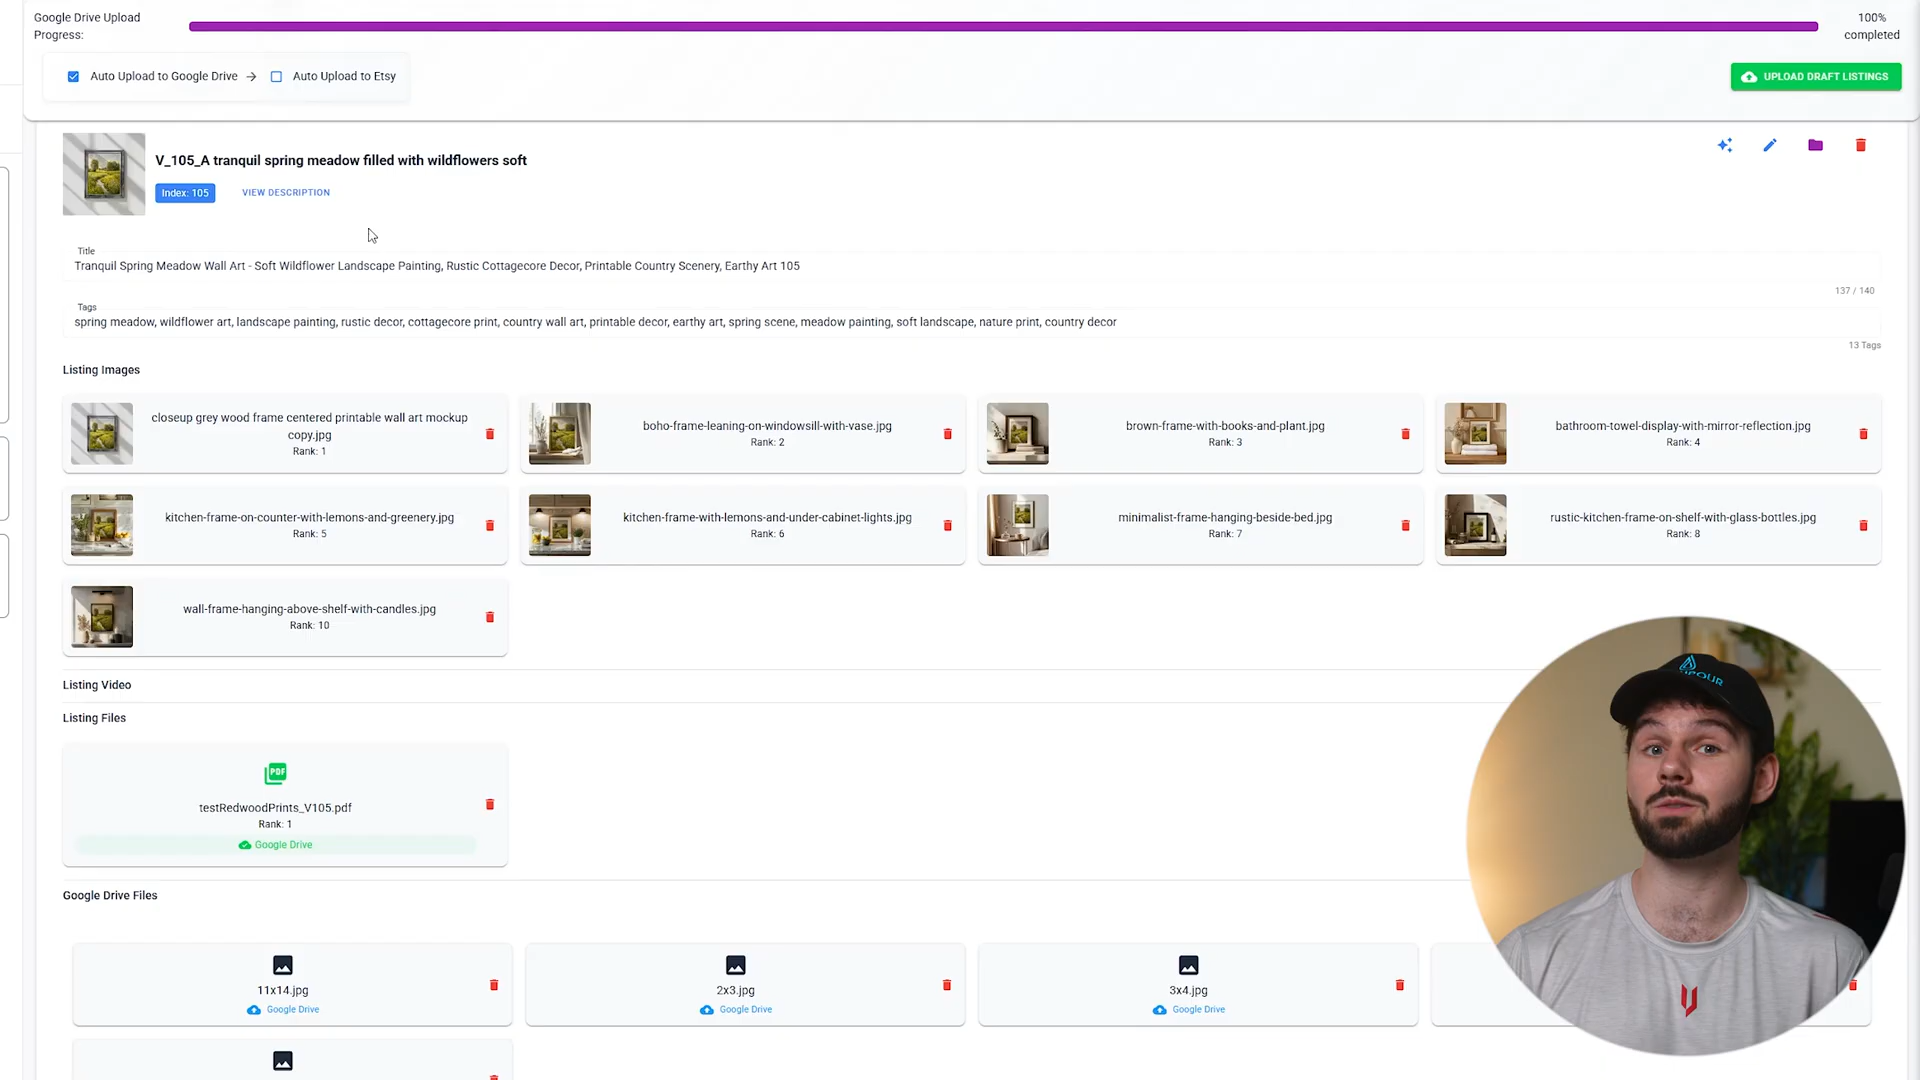 Google Drive Upload
Progress:
100%
completed
Auto Upload to Google Drive → Auto Upload to Etsy
UPLOAD DRAFT LISTINGS
V_105_A tranquil spring meadow filled with wildflowers soft
Index: 105
VIEW DESCRIPTION
Title
Tranquil Spring Meadow Wall Art - Soft Wildflower Landscape Painting, Rustic Cottagecore Decor, Printable Country Scenery, Earthy Art 105
137 / 140
Tags
spring meadow, wildflower art, landscape painting, rustic decor, cottagecore print, country wall art, printable decor, earthy art, spring scene, meadow painting, soft landscape, nature print, country decor
13 Tags
Listing Images
closeup grey wood frame centered printable wall art mockup
copy.jpg
Rank: 1
boho-frame-leaning-on-windowsill-with-vase.jpg
Rank: 2
brown-frame-with-books-and-plant.jpg
Rank: 3
bathroom-towel-display-with-mirror-reflection.jpg
Rank: 4
kitchen-frame-on-counter-with-lemons-and-greenery.jpg
Rank: 5
kitchen-frame-with-lemons-and-under-cabinet-lights.jpg
Rank: 6
minimalist-frame-hanging-beside-bed.jpg
Rank: 7
rustic-kitchen-frame-on-shelf-with-glass-bottles.jpg
Rank: 8
wall-frame-hanging-above-shelf-with-candles.jpg
Rank: 10
Listing Video
Listing Files
PDF
testRedwoodPrints_V105.pdf
Rank: 1
Google Drive
Google Drive Files
11x14.jpg
Google Drive
2x3.jpg
Google Drive
3x4.jpg
Google Drive